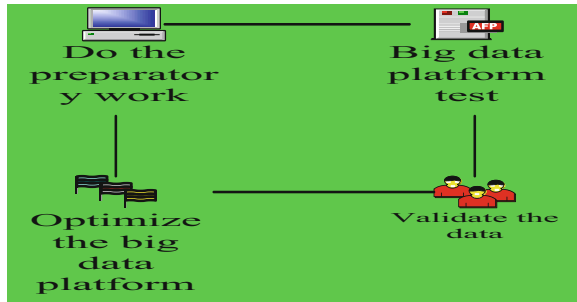 AFP
Do the
preparator
y work
Big data
platform
test
Optimize
the big
data
platform
Validate the
data